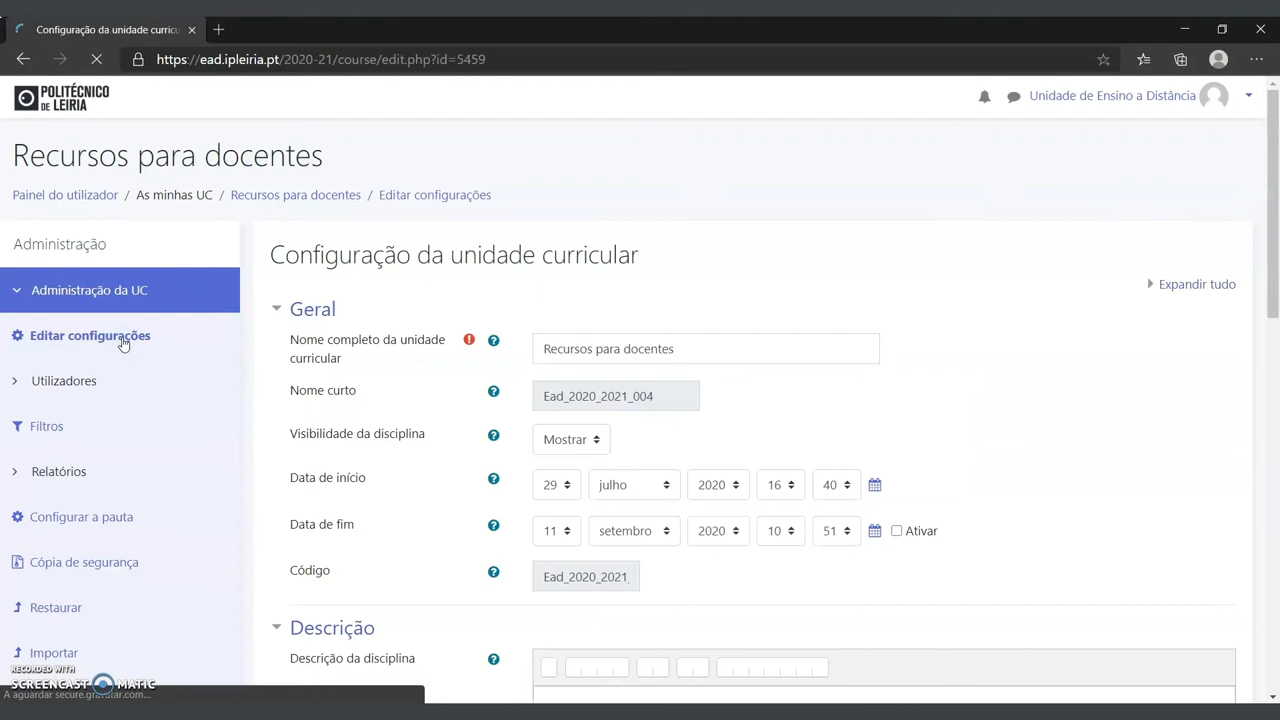 Configuração da unidade curricu
https://ead.ipleiria.pt/2020-21/course/edit.php?id=5459
POLITÉCNICO
DE LEIRIA
Unidade de Ensino a Distância
Recursos para docentes
Painel do utilizador / As minhas UC / Recursos para docentes / Editar configurações
Administração
Administração da UC
Editar configurações
Utilizadores
Filtros
Relatórios
Configurar a pauta
Cópia de segurança
Restaurar
Importar
RECORDED WITH
SCREENCAST MATIC
A aguardar secure.gravatar.com...
Configuração da unidade curricular
Expandir tudo
Geral
Nome completo da unidade
curricular
Recursos para docentes
Nome curto
Ead_2020_2021_004
Visibilidade da disciplina
Mostrar
Data de início
29 julho 2020 16 40
Data de fim
11 setembro 2020 10 51 Ativar
Código
Ead_2020_2021_
Descrição
Descrição da disciplina